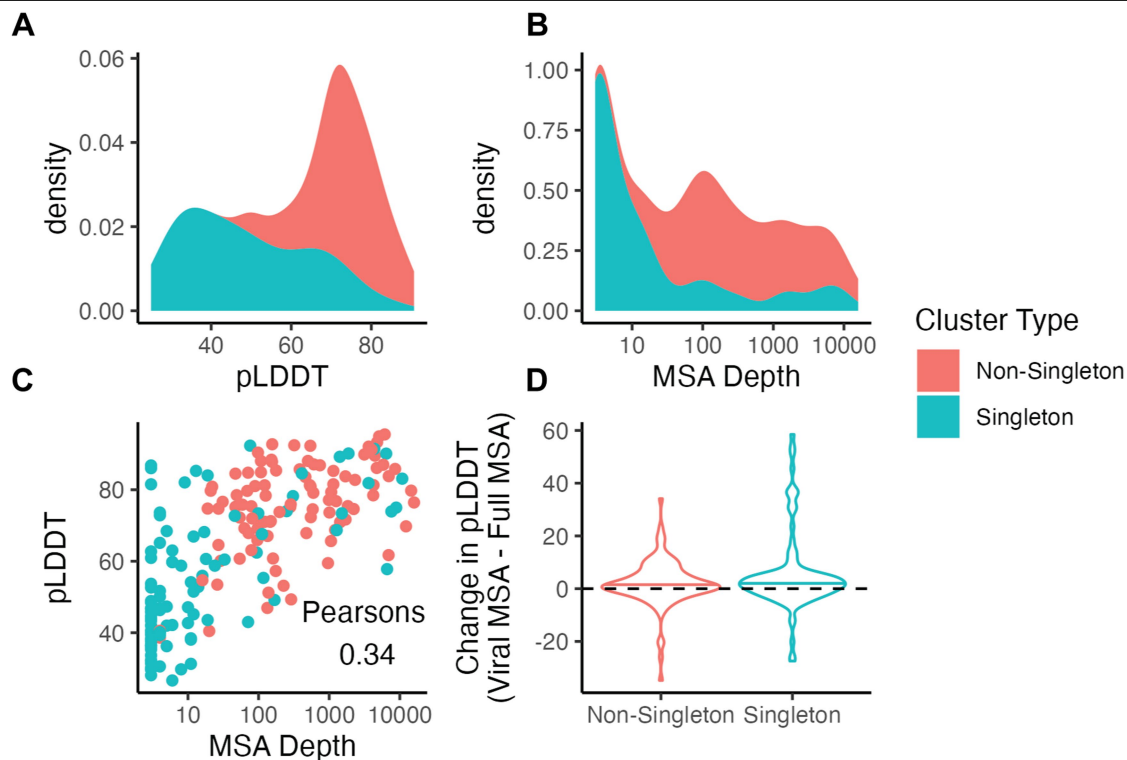 A
0.06
0.04
0.02
0.00
density
40 60 80
pLDDT
B
1.00
0.75
0.50
0.25
0.00
density
10 100 1000 10000
MSA Depth
Cluster Type
Non-Singleton
Singleton
C
80
60
40
pLDDT
Pearsons
0.34
10 100 1000 10000
MSA Depth
D
60
40
20
0
-20
Change in pLDDT
(Viral MSA - Full MSA)
Non-Singleton Singleton